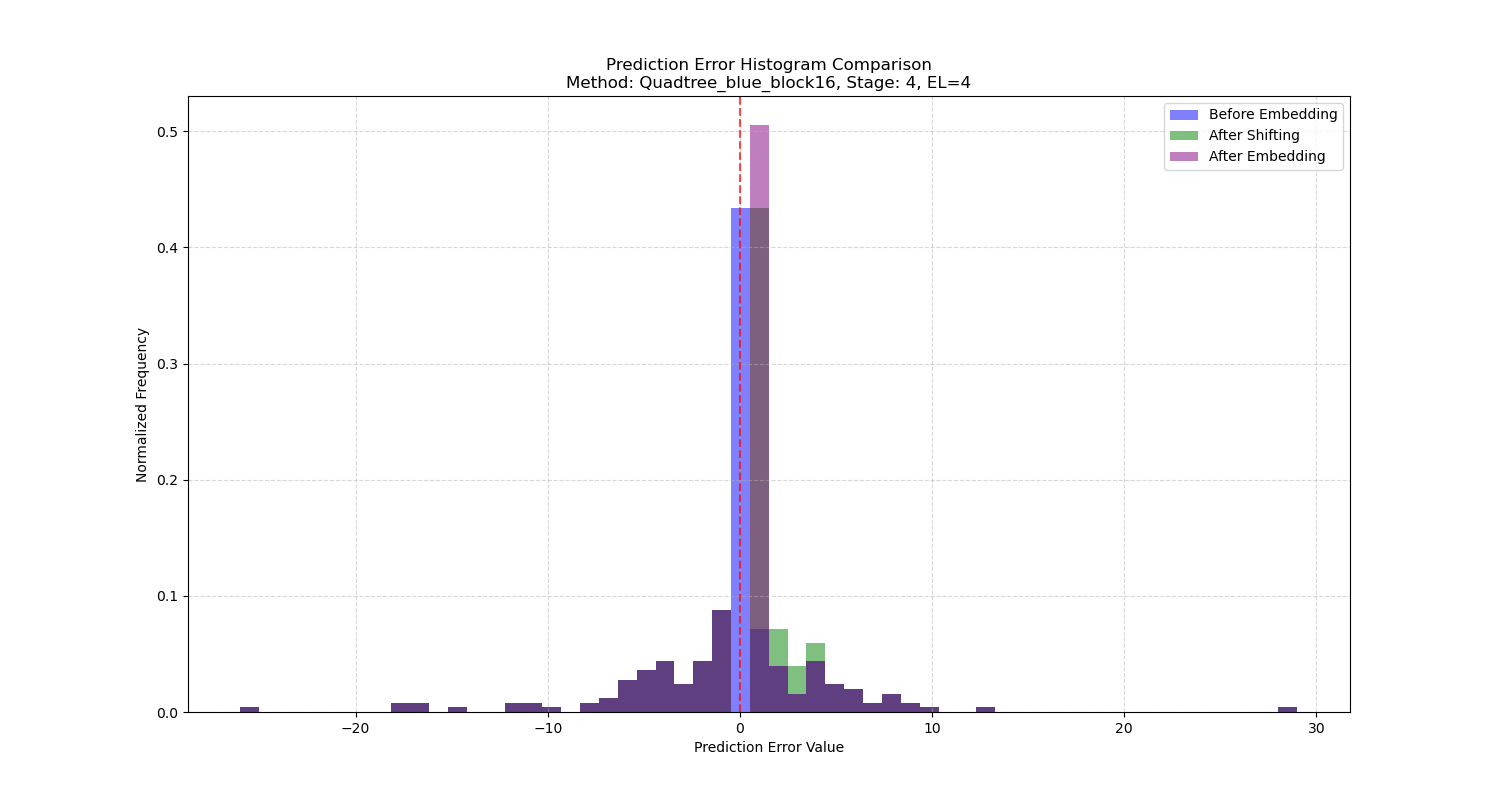 Prediction Error Histogram Comparison
Method: Quadtree_blue_block16, Stage: 4, EL=4
Before Embedding
After Shifting
After Embedding
Normalized Frequency
0.5
0.4
0.3
0.2
0.1
0.0
−20
−10
0
10
20
30
Prediction Error Value